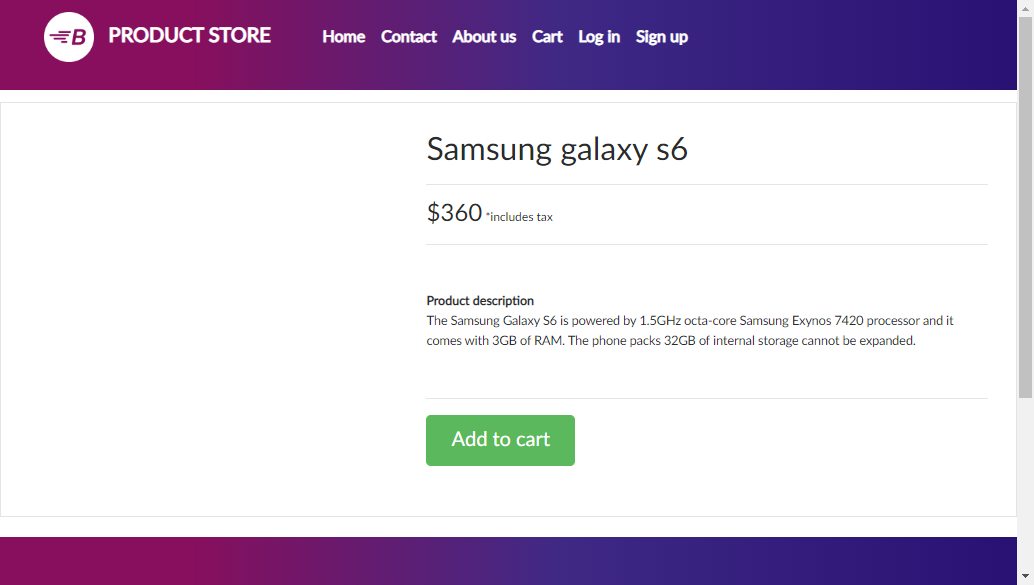 B PRODUCT STORE Home Contact About us Cart Log in Sign up
Samsung galaxy s6
$360 *includes tax
Product description
The Samsung Galaxy S6 is powered by 1.5GHz octa-core Samsung Exynos 7420 processor and it
comes with 3GB of RAM. The phone packs 32GB of internal storage cannot be expanded.
Add to cart